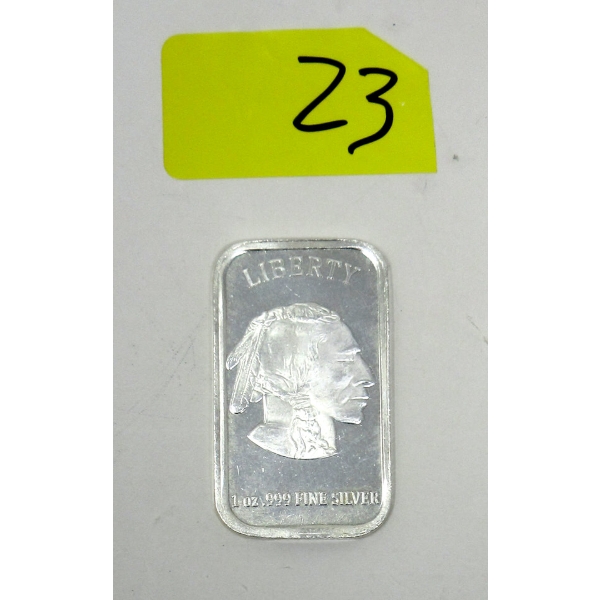 23
LIBERTY
1 oz .999 FINE SILVER